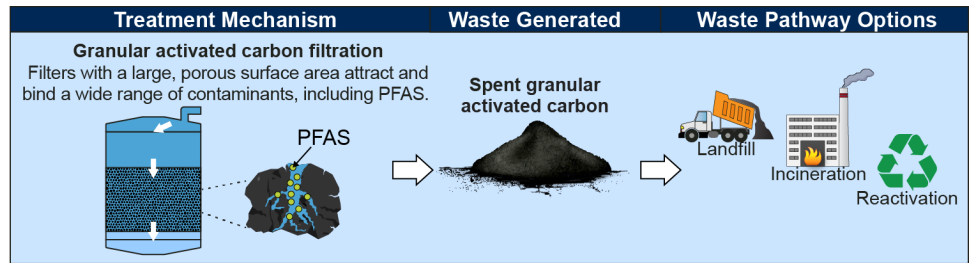 Treatment Mechanism
Waste Generated
Waste Pathway Options
Granular activated carbon filtration
Filters with a large, porous surface area attract and
bind a wide range of contaminants, including PFAS.
PFAS
Spent granular
activated carbon
Landfill
Incineration
Reactivation